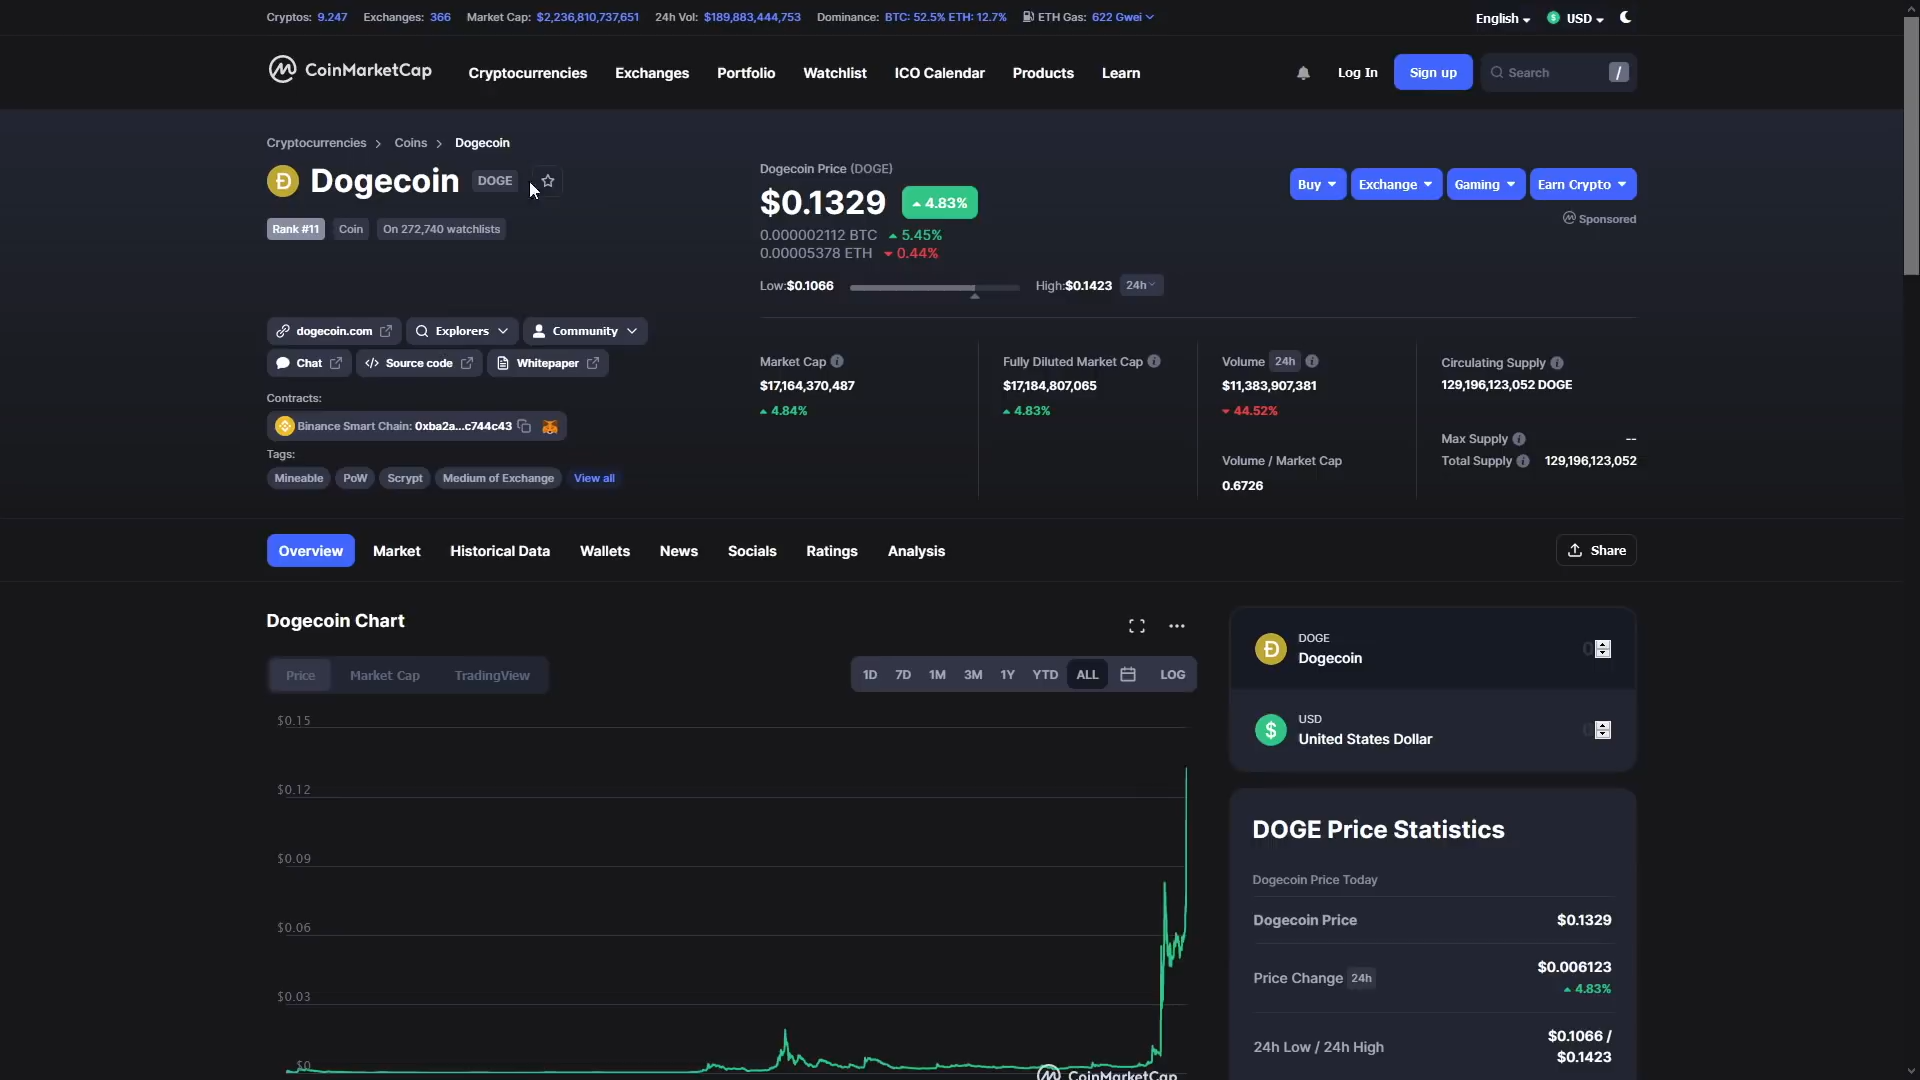 Cryptos: 9.247 Exchanges: 366 Market Cap: $2,236,810,737,651 24h Vol: $189,883,444,753 Dominance: BTC: 52.5% ETH: 12.7% ETH Gas: 622 Gwei English USD
CoinMarketCap Cryptocurrencies Exchanges Portfolio Watchlist ICO Calendar Products Learn Log In Sign up Search /
Cryptocurrencies Coins Dogecoin
Dogecoin DOGE
Rank #11 Coin On 272,740 watchlists
dogecoin.com Explorers Community
Chat Source code Whitepaper
Contracts:
Binance Smart Chain: 0xba2a...c744c43
Tags:
Mineable PoW Scrypt Medium of Exchange View all
Dogecoin Price (DOGE)
$0.1329 4.83%
0.000002112 BTC 5.45%
0.00005378 ETH 0.44%
Low:$0.1066 High:$0.1423 24h
Buy Exchange Gaming Earn Crypto
Sponsored
Market Cap
$17,164,370,487
4.84%
Fully Diluted Market Cap
$17,184,807,065
4.83%
Volume 24h
$11,383,907,381
44.52%
Volume / Market Cap
0.6726
Circulating Supply
129,196,123,052 DOGE
Max Supply --
Total Supply 129,196,123,052
Overview Market Historical Data Wallets News Socials Ratings Analysis Share
Dogecoin Chart
Price Market Cap TradingView 1D 7D 1M 3M 1Y YTD ALL LOG
$0.15
$0.12
$0.09
$0.06
$0.03
$0
CoinMarketCap
DOGE
Dogecoin
USD
United States Dollar
DOGE Price Statistics
Dogecoin Price Today
Dogecoin Price $0.1329
Price Change 24h $0.006123
4.83%
24h Low / 24h High $0.1066 /
$0.1423